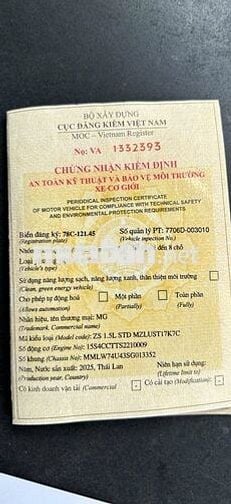 BỘ XÂY DỰNG
CỤC ĐĂNG KIỂM VIỆT NAM
MOC - Vietnam Register
No: VA 1332393
CHỨNG NHẬN KIỂM ĐỊNH
AN TOÀN KỸ THUẬT VÀ BẢO VỆ MÔI TRƯỜNG
XE CƠ GIỚI
PERIODICAL INSPECTION CERTIFICATE
OF MOTOR VEHICLE FOR COMPLIANCE WITH TECHNICAL SAFETY
AND ENVIRONMENTAL PROTECTION REQUIREMENTS
Biển đăng ký: 78C-121.45 Số quản lý PT: 7706D-003010
(Registration plate) (Vehicle inspection No.)
đến 8 chỗ
Loại
(Vehicle's type)
Sử dụng năng lượng sạch, năng lượng xanh, thân thiện môi trường
(Clean, green energy vehicle)
Cho phép tự động hoá Một phần Toàn phần
(Allows automation) (Partially) (Fully)
Nhãn hiệu, tên thương mại: MG
(Trademark, Commercial name)
Mã kiểu loại (Model code): ZS 1.5L STD MZLUST17K7C
Số động cơ (Engine No): 15S4CCTTS2210009
Số khung (Chassis No): MMLW74U43SG013352
Năm, Nước sản xuất: 2025, Thái Lan Niên hạn sử dụng:
(Production year, Country) (Lifetime limit to)
Có kinh doanh vận tải (Commercial Có cải tạo (Modification)